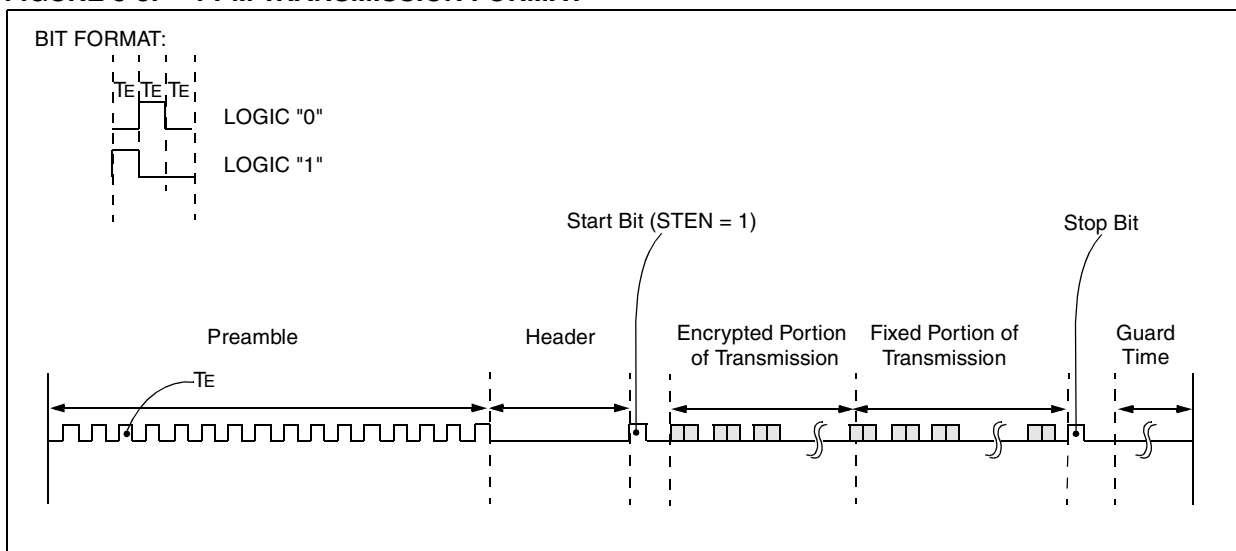 BIT FORMAT:
TE TE TE
LOGIC "0"
LOGIC "1"
Start Bit (STEN = 1)
Stop Bit
Preamble
Header
Encrypted Portion
of Transmission
Fixed Portion of
Transmission
Guard
Time
TE